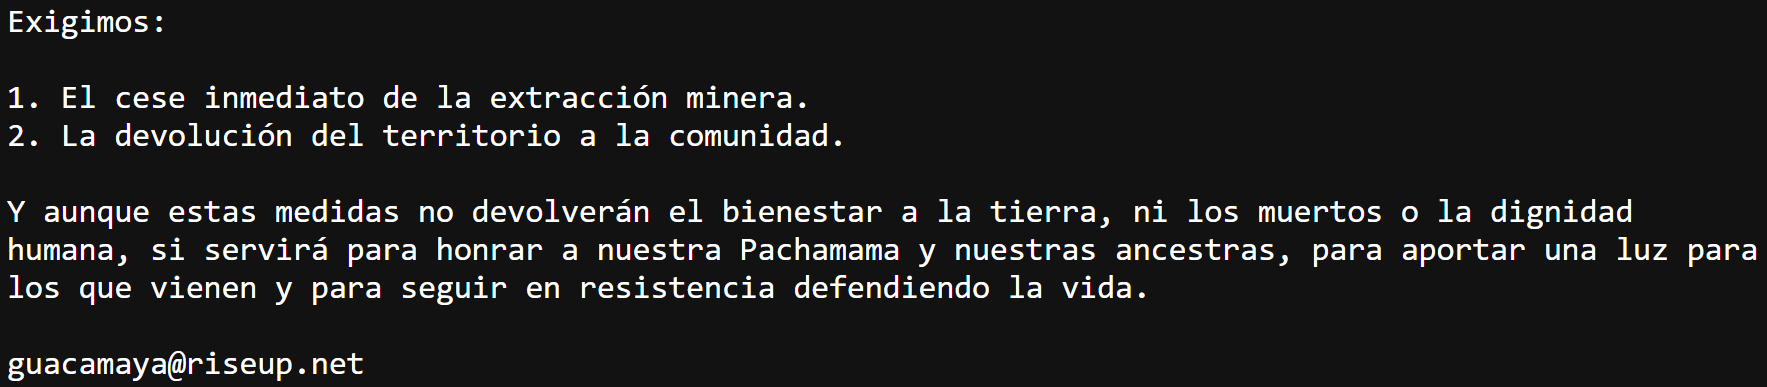 Exigimos:
1. El cese inmediato de la extracción minera.
2. La devolución del territorio a la comunidad.
Y aunque estas medidas no devolverán el bienestar a la tierra, ni los muertos o la dignidad
humana, si servirá para honrar a nuestra Pachamama y nuestras ancestras, para aportar una luz para
los que vienen y para seguir en resistencia defendiendo la vida.
guacamaya@riseup.net